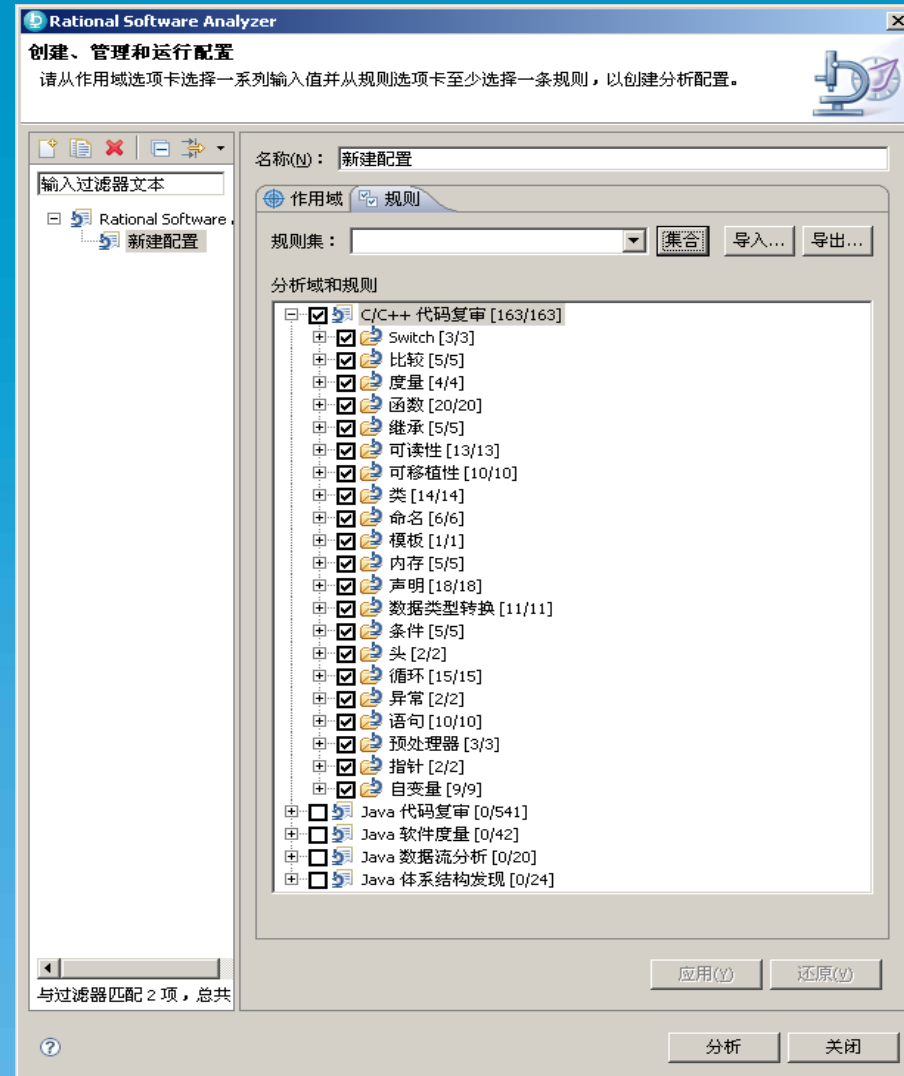 Rational Software Analyzer
创建、管理和运行配置
请从作用域选项卡选择一系列输入值并从规则选项卡至少选择一条规则，以创建分析配置。
输入过滤器文本
Rational Software
新建配置
与过滤器匹配 2 项，总共
名称(N)： 新建配置
作用域 规则
规则集： 集合 导入... 导出...
分析域和规则
C/C++ 代码复审 [163/163]
Switch [3/3]
比较 [5/5]
度量 [4/4]
函数 [20/20]
继承 [5/5]
可读性 [13/13]
可移植性 [10/10]
类 [14/14]
命名 [6/6]
模板 [1/1]
内存 [5/5]
声明 [18/18]
数据类型转换 [11/11]
条件 [5/5]
头 [2/2]
循环 [15/15]
异常 [2/2]
语句 [10/10]
预处理器 [3/3]
指针 [2/2]
自变量 [9/9]
Java 代码复审 [0/541]
Java 软件度量 [0/42]
Java 数据流分析 [0/20]
Java 体系结构发现 [0/24]
应用(Y) 还原(V)
分析 关闭